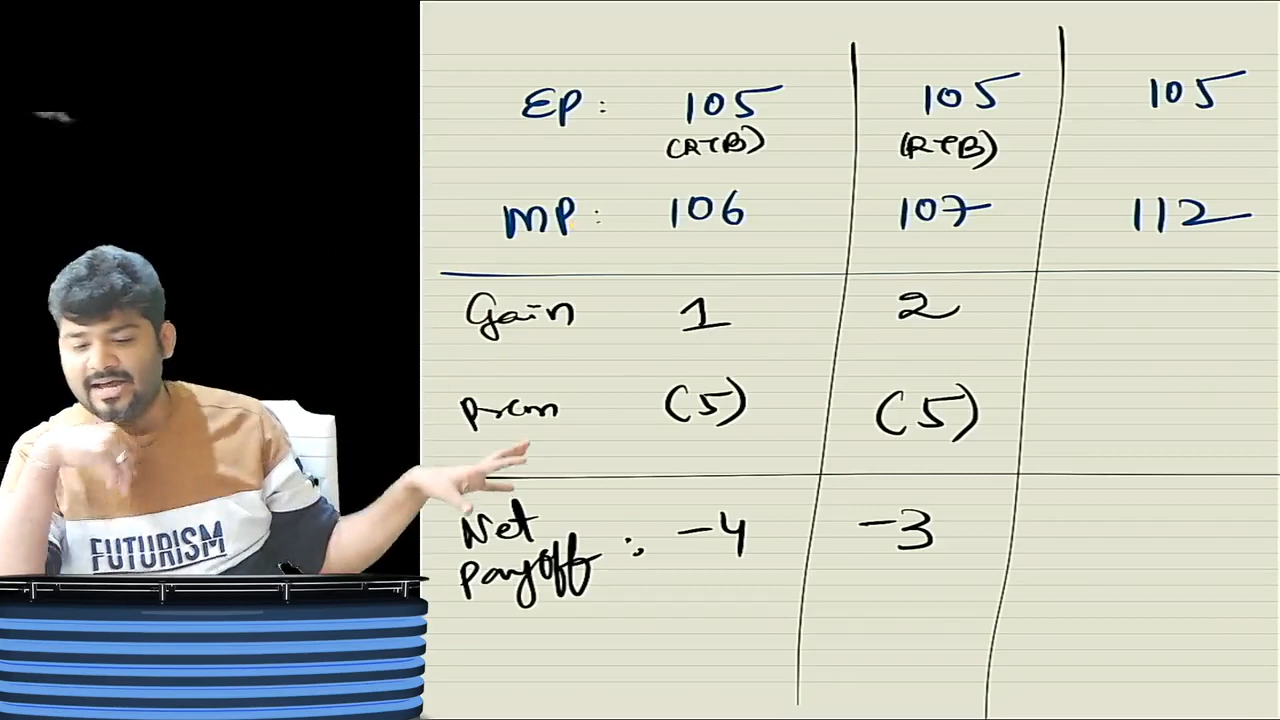 EP: 105 105 105
(RTB) (RTB)
MP: 106 107 112
Gain 1 2
Prem (5) (5)
Net
Payoff : -4 -3
FUTURISM